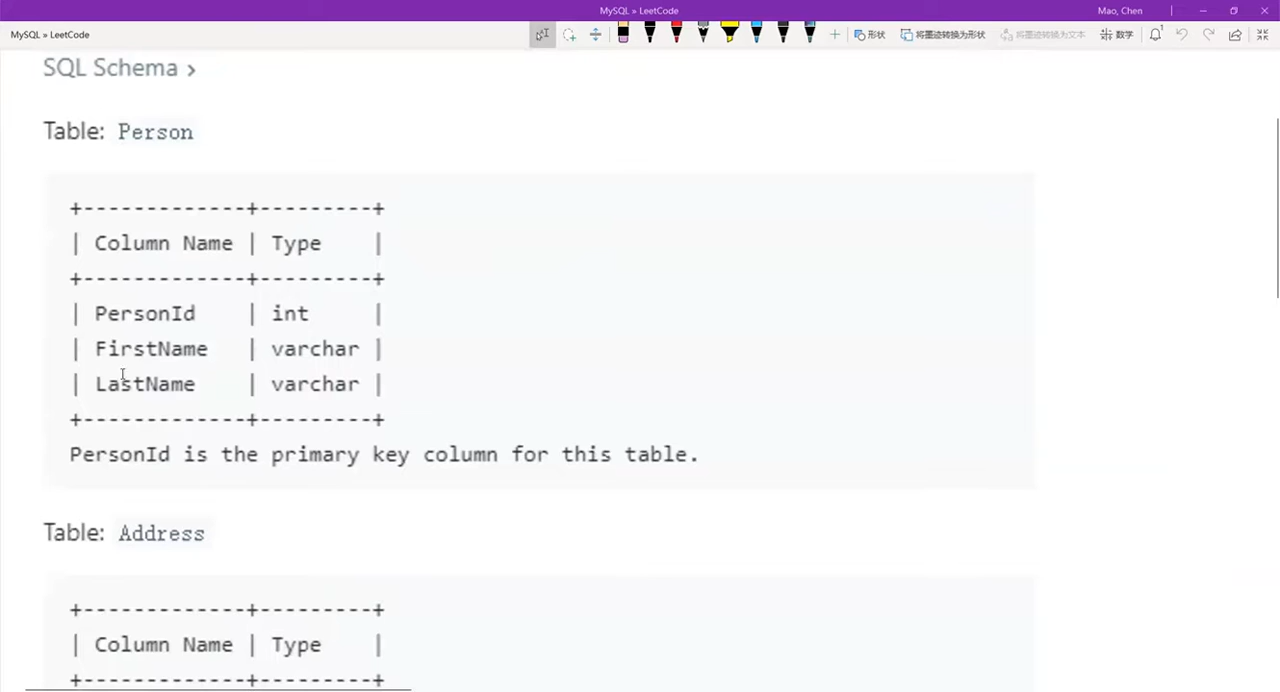 MySQL » LeetCode
Mao, Chen
MySQL » LeetCode
形状
将墨迹转换为形状
将墨迹转换为文本
数学
SQL Schema >
Table: Person
+-------------+---------+
| Column Name | Type    |
+-------------+---------+
| PersonId    | int     |
| FirstName   | varchar |
| LastName    | varchar |
+-------------+---------+
PersonId is the primary key column for this table.
Table: Address
+-------------+---------+
| Column Name | Type    |
+-------------+---------+